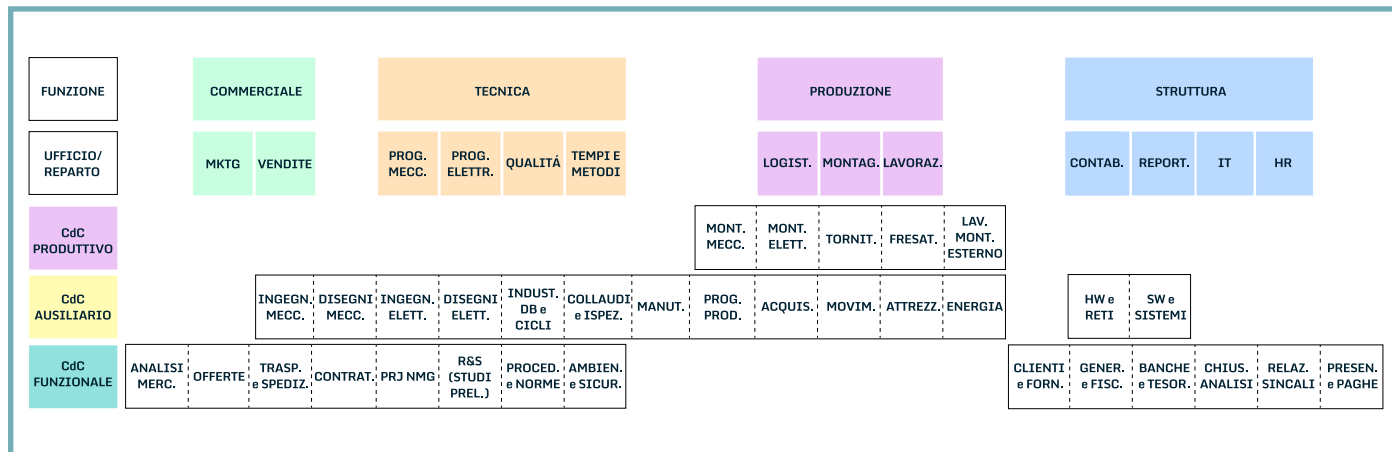 FUNZIONE
COMMERCIALE
TECNICA
PRODUZIONE
STRUTTURA
UFFICIO/
REPARTO
MKTG
VENDITE
PROG.
MECC.
PROG.
ELETTR.
QUALITÁ
TEMPI E
METODI
LOGIST.
MONTAG.
LAVORAZ.
CONTAB.
REPORT.
IT
HR
CdC
PRODUTTIVO
MONT.
MECC.
MONT.
ELETT.
TORNIT.
FRESAT.
LAV.
MONT.
ESTERNO
CdC
AUSILIARIO
INGEGN.
MECC.
DISEGNI
MECC.
INGEGN.
ELETT.
DISEGNI
ELETT.
INDUST.
DB e
CICLI
COLLAUDI
e ISPEZ.
MANUT.
PROG.
PROD.
ACQUIS.
MOVIM.
ATTREZZ.
ENERGIA
HW e
RETI
SW e
SISTEMI
CdC
FUNZIONALE
ANALISI
MERC.
OFFERTE
TRASP.
e SPEDIZ.
CONTRAT.
PRJ NMG
R&S
(STUDI
PREL.)
PROCED.
e NORME
AMBIEN.
e SICUR.
CLIENTI
e FORN.
GENER.
e FISC.
BANCHE
e TESOR.
CHIUS.
ANALISI
RELAZ.
SINCALI
PRESEN.
e PAGHE